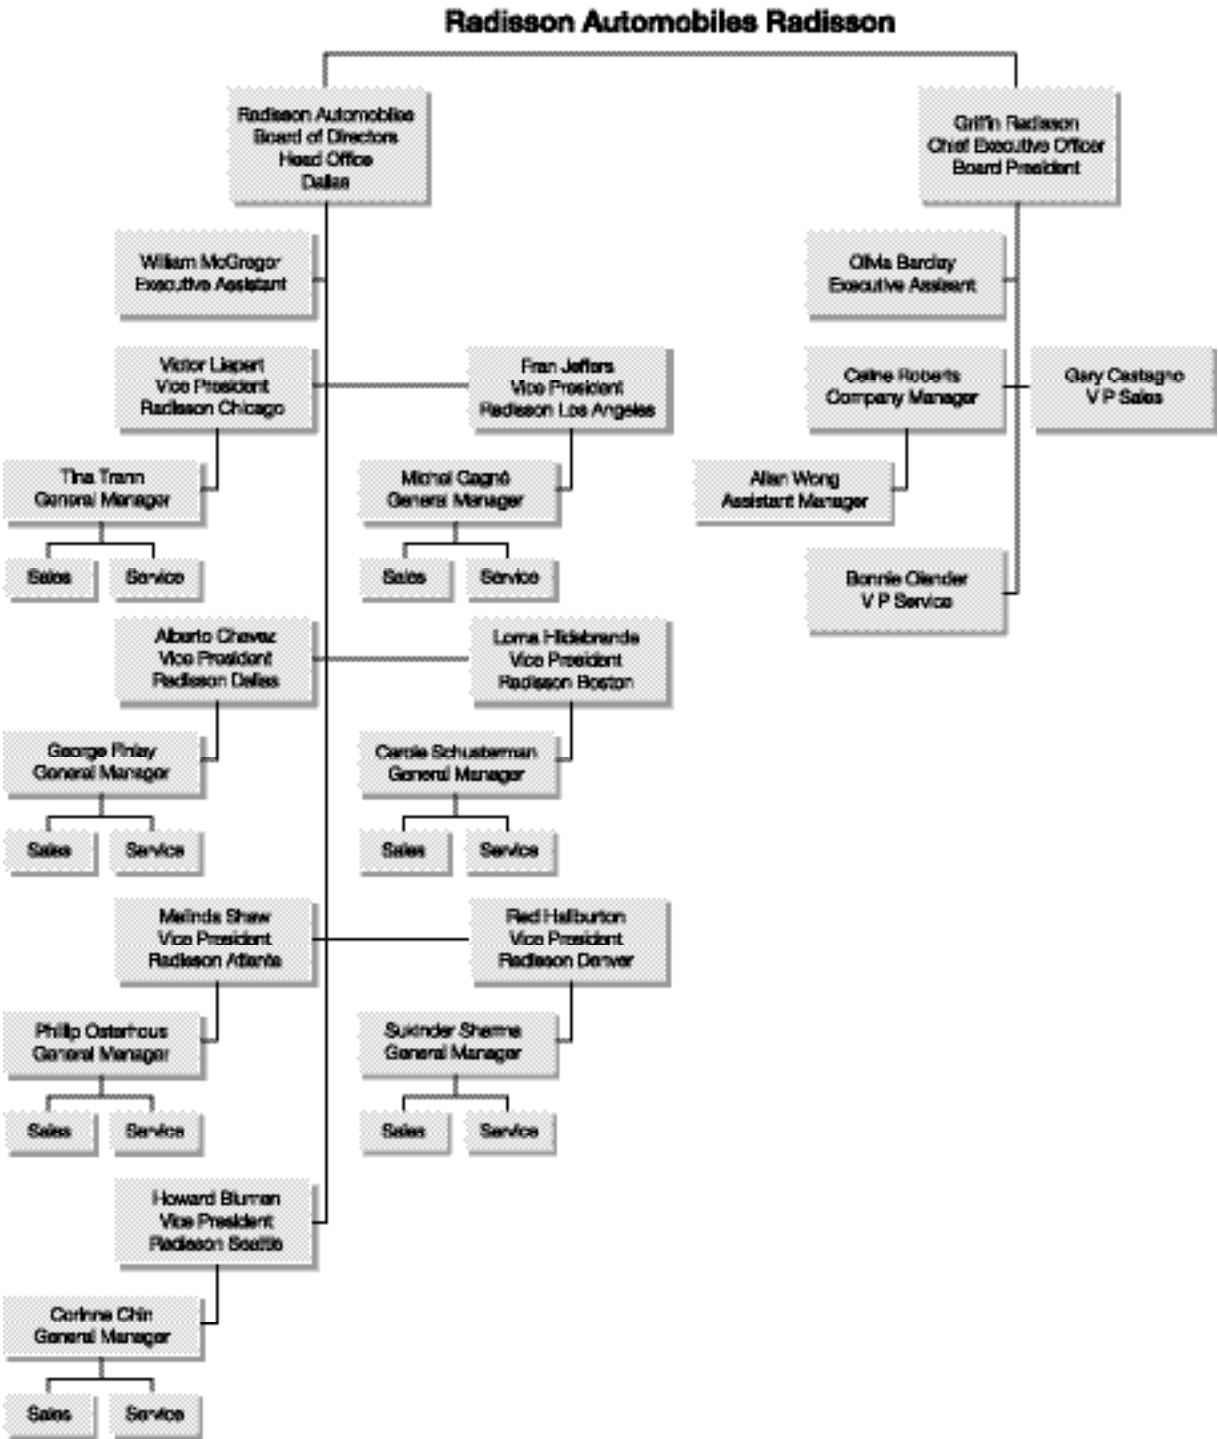 Radisson Automobiles Radisson
Radisson Automobiles
Board of Directors
Head Office
Dallas
Griffin Radisson
Chief Executive Officer
Board President
William McGregor
Executive Assistant
Olivia Barclay
Executive Assisant
Victor Liepert
Vice President
Radisson Chicago
Fran Jeffers
Vice President
Radisson Los Angeles
Celine Roberts
Company Manager
Gary Castagno
V P Sales
Tina Trann
General Manager
Michel Gagné
General Manager
Allan Wong
Assistant Manager
Sales
Service
Sales
Service
Bonnie Olender
V P Service
Alberto Chavez
Vice President
Radisson Dallas
Lorna Hildebrande
Vice President
Radisson Boston
George Finlay
General Manager
Carole Schusterman
General Manager
Sales
Service
Sales
Service
Melinda Shaw
Vice President
Radisson Atlanta
Red Haliburton
Vice President
Radisson Denver
Phillip Osterhous
General Manager
Sukinder Sharma
General Manager
Sales
Service
Sales
Service
Howard Bluman
Vice President
Radisson Seattle
Corinne Chin
General Manager
Sales
Service